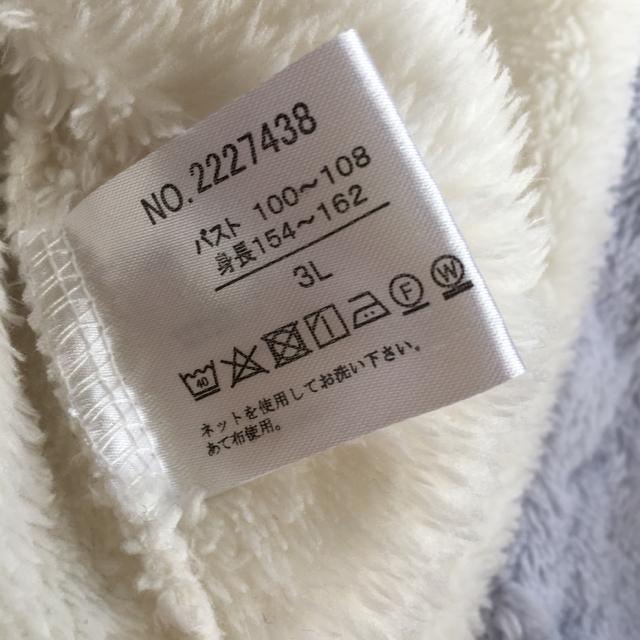 NO.2227438
バスト 100～108
身長154～162
3L
40
F
W
ネットを使用してお洗い下さい。
あて布使用。